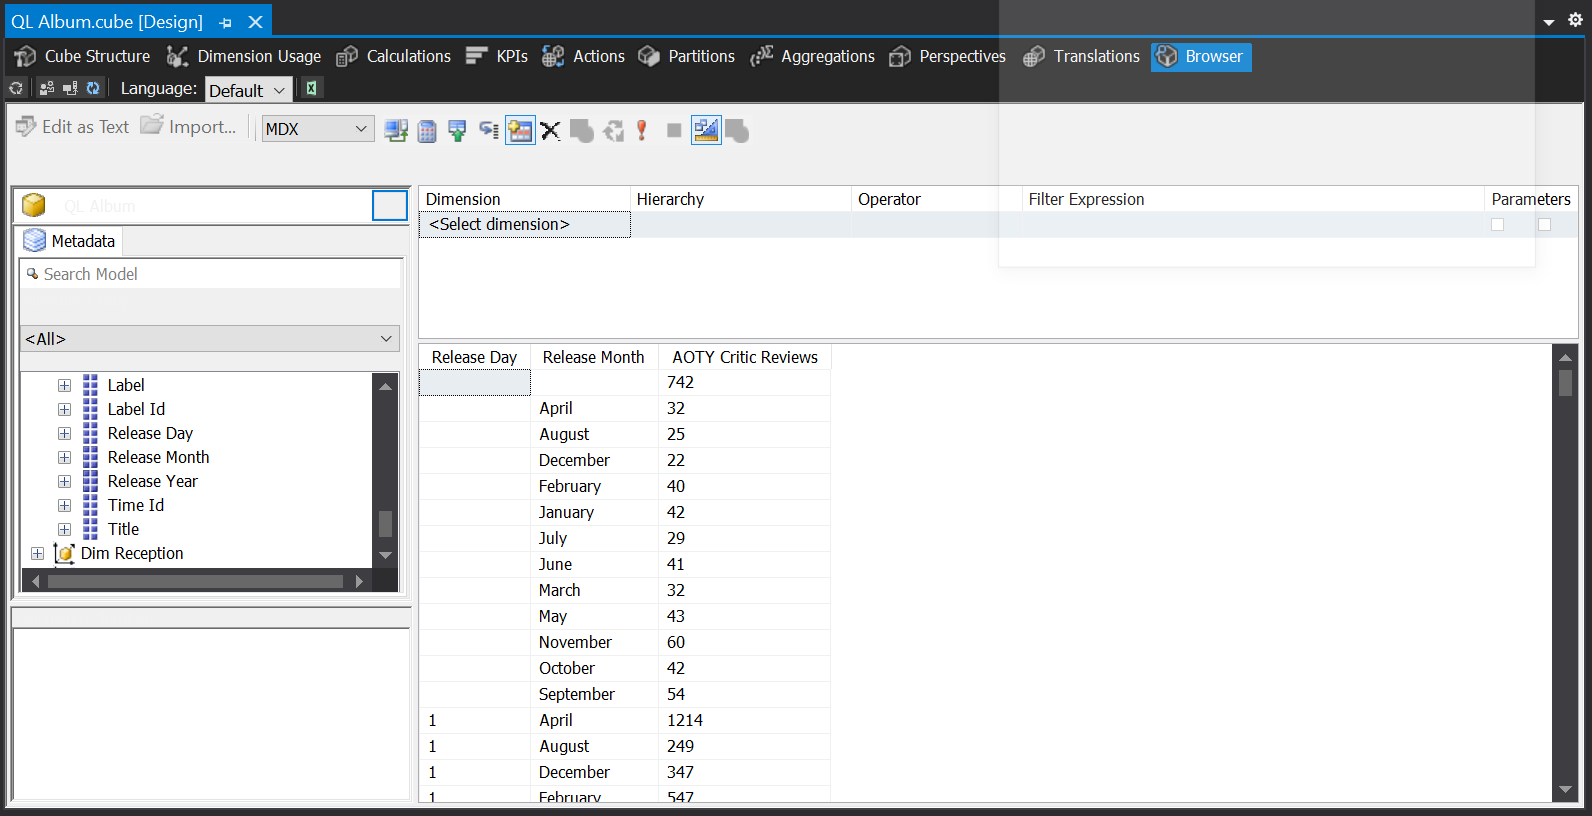 QL Album.cube [Design]
Cube Structure Dimension Usage Calculations KPIs Actions Partitions Aggregations Perspectives Translations Browser
Language: Default
Edit as Text Import... MDX
QL Album
Metadata
Search Model
<All>
Label
Label Id
Release Day
Release Month
Release Year
Time Id
Title
Dim Reception
Dimension Hierarchy Operator Filter Expression Parameters
<Select dimension>
Release Day Release Month AOTY Critic Reviews
742
April 32
August 25
December 22
February 40
January 42
July 29
June 41
March 32
May 43
November 60
October 42
September 54
1 April 1214
1 August 249
1 December 347
1 February 547